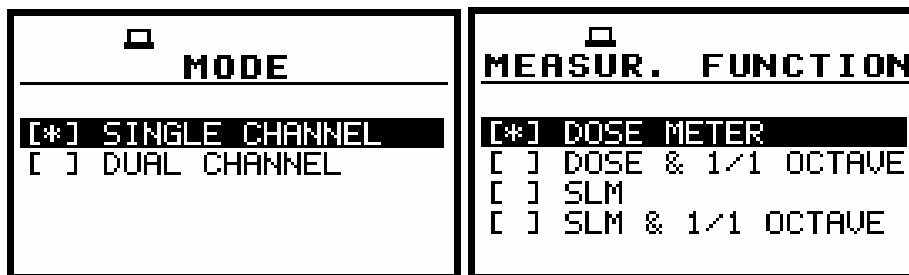 MODE
[*] SINGLE CHANNEL
[ ] DUAL CHANNEL
MEASUR. FUNCTION
[*] DOSE METER
[ ] DOSE & 1/1 OCTAVE
[ ] SLM
[ ] SLM & 1/1 OCTAVE